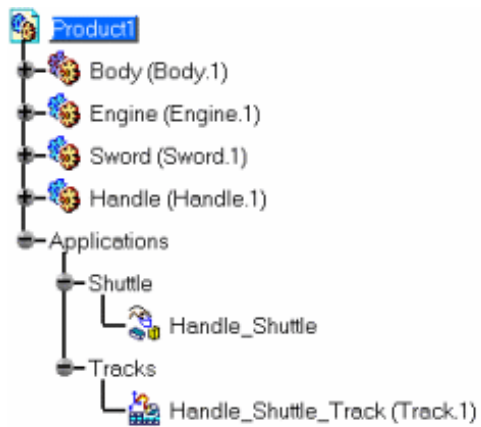 Product1
Body (Body.1)
Engine (Engine.1)
Sword (Sword.1)
Handle (Handle.1)
Applications
Shuttle
Handle_Shuttle
Tracks
Handle_Shuttle_Track (Track.1)